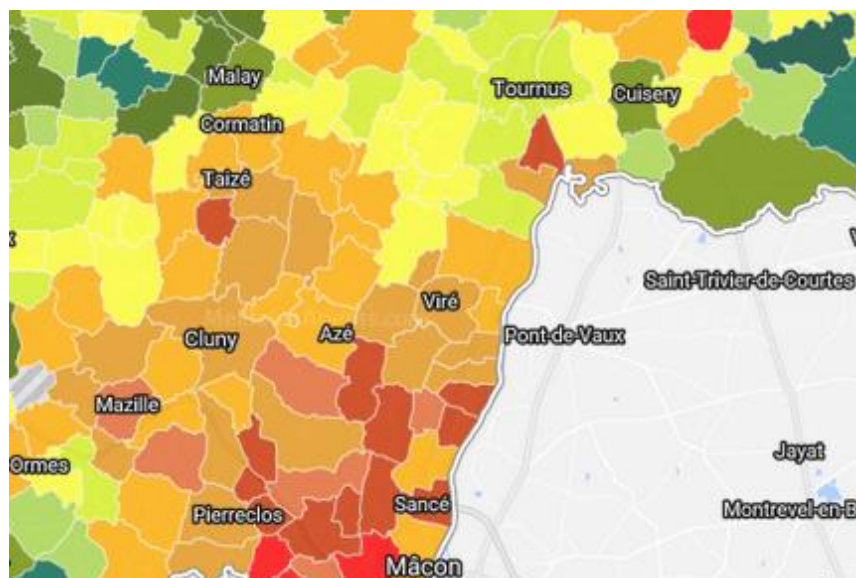 Malay
Tournus
Cuisery
Cormatin
Taizé
Saint-Trivier-de-Courtes
Viré
Cluny
Azé
Pont-de-Vaux
Mazille
Jayat
Ormes
Sancé
Montrevel-en-B
Pierreclos
Mâcon